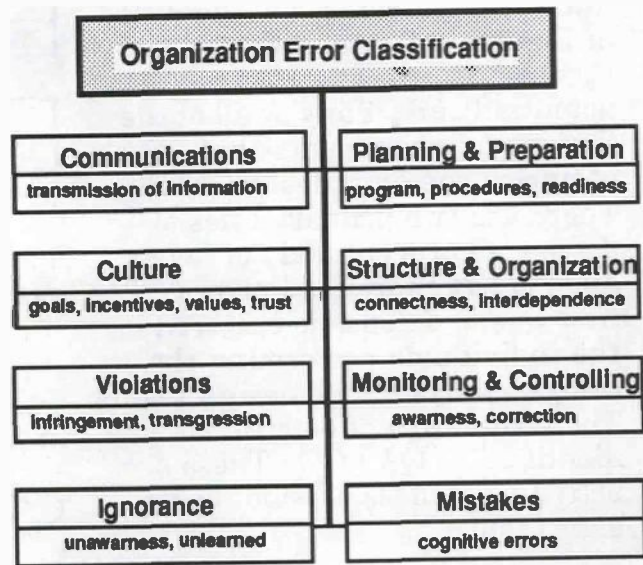 Organization Error Classification
Communications
transmission of information
Planning & Preparation
program, procedures, readiness
Culture
goals, incentives, values, trust
Structure & Organization
connectness, interdependence
Violations
infringement, transgression
Monitoring & Controlling
awarness, correction
Ignorance
unawarness, unlearned
Mistakes
cognitive errors